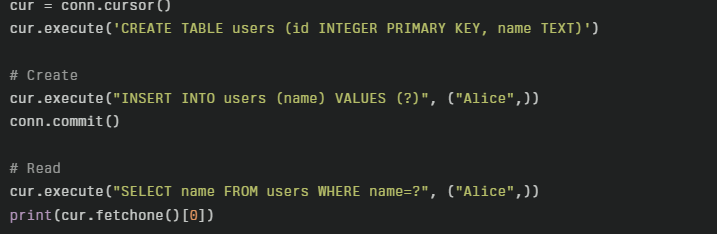 cur = conn.cursor()
cur.execute('CREATE TABLE users (id INTEGER PRIMARY KEY, name TEXT)')
# Create
cur.execute("INSERT INTO users (name) VALUES (?)", ("Alice",))
conn.commit()
# Read
cur.execute("SELECT name FROM users WHERE name=?", ("Alice",))
print(cur.fetchone()[0])